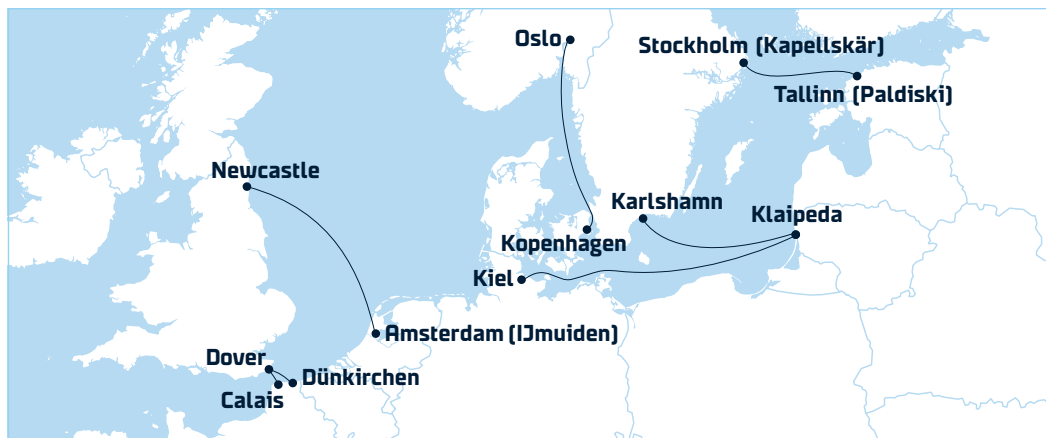 Oslo
Stockholm (Kapellskär)
Tallinn (Paldiski)
Newcastle
Karlshamn
Klaipeda
Kopenhagen
Kiel
Amsterdam (IJmuiden)
Dover
Dünkirchen
Calais